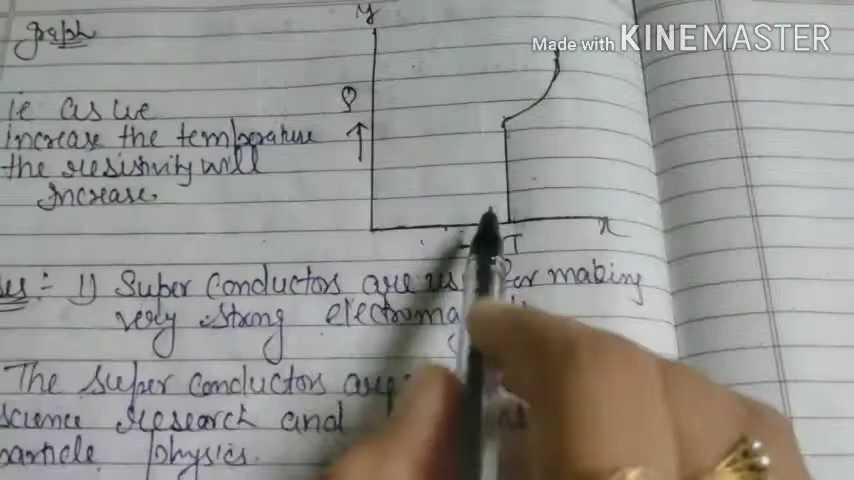 Made with KINEMASTER
graph
y
ρ
ie as we
increase the temperature
the resistivity will
Increase.
T
x
1) Super Conductors are for making
very strong
The super conductors are
science research and
particle physics.